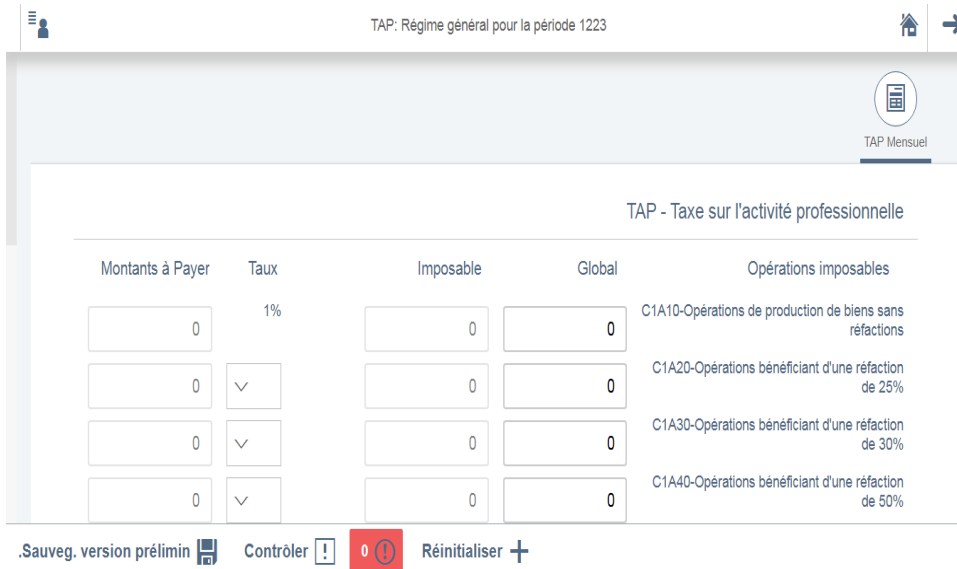 TAP: Régime général pour la période 1223
TAP Mensuel
TAP - Taxe sur l'activité professionnelle
Montants à Payer Taux Imposable Global Opérations imposables
0 1% 0 0 C1A10-Opérations de production de biens sans
réfactions
0 0 0 C1A20-Opérations bénéficiant d'une réfaction
de 25%
0 0 0 C1A30-Opérations bénéficiant d'une réfaction
de 30%
0 0 0 C1A40-Opérations bénéficiant d'une réfaction
de 50%
.Sauveg. version prélimin Contrôler 0 Réinitialiser